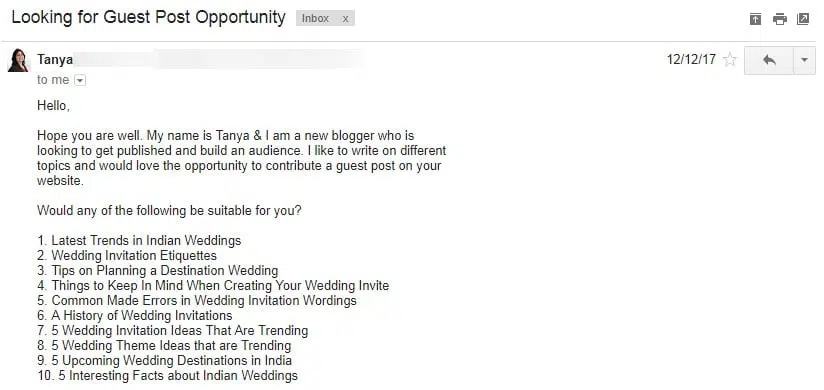 Looking for Guest Post Opportunity Inbox x
Tanya 12/12/17
to me
Hello,
Hope you are well. My name is Tanya & I am a new blogger who is
looking to get published and build an audience. I like to write on different
topics and would love the opportunity to contribute a guest post on your
website.
Would any of the following be suitable for you?
1. Latest Trends in Indian Weddings
2. Wedding Invitation Etiquettes
3. Tips on Planning a Destination Wedding
4. Things to Keep In Mind When Creating Your Wedding Invite
5. Common Made Errors in Wedding Invitation Wordings
6. A History of Wedding Invitations
7. 5 Wedding Invitation Ideas That Are Trending
8. 5 Wedding Theme Ideas that are Trending
9. 5 Upcoming Wedding Destinations in India
10. 5 Interesting Facts about Indian Weddings